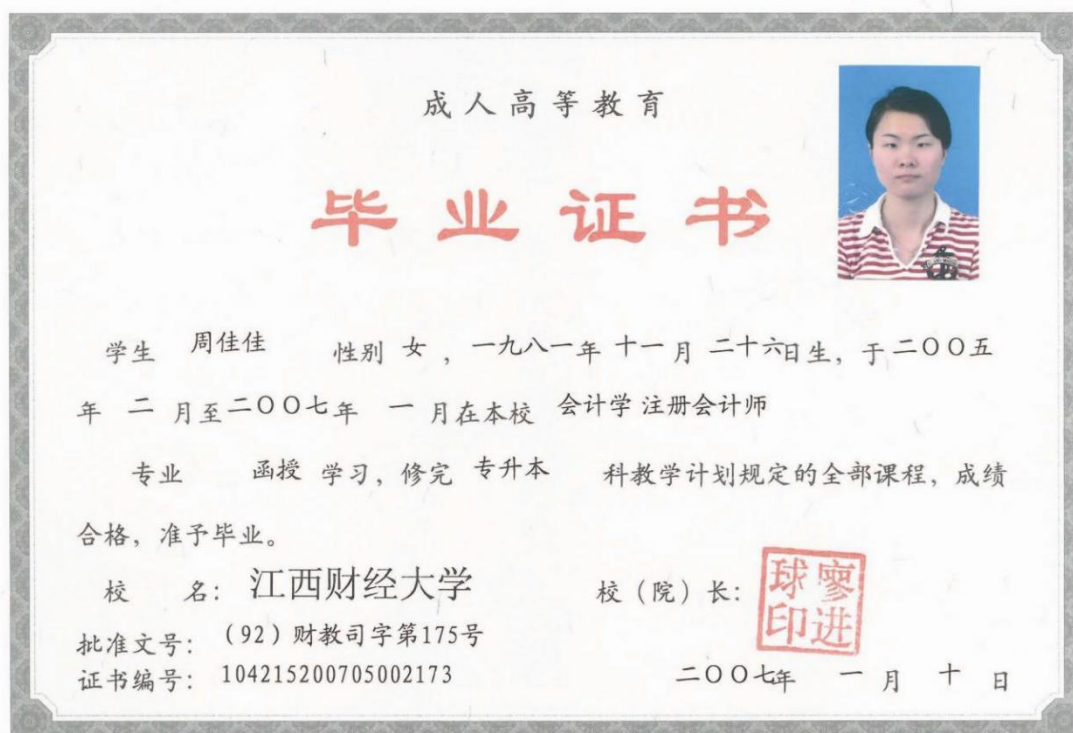 成人高等教育
毕业证书
学生 周佳佳 性别 女 ，一九八一年 十一月 二十六日生，于二〇〇五
年 二 月至二〇〇七年 一 月在本校 会计学 注册会计师
专业 函授 学习，修完 专升本 科教学计划规定的全部课程，成绩
合格，准予毕业。
校 名：江西财经大学 校（院）长：廖进球印
批准文号：（92）财教司字第175号
证书编号：104215200705002173
二〇〇七年 一 月 十 日